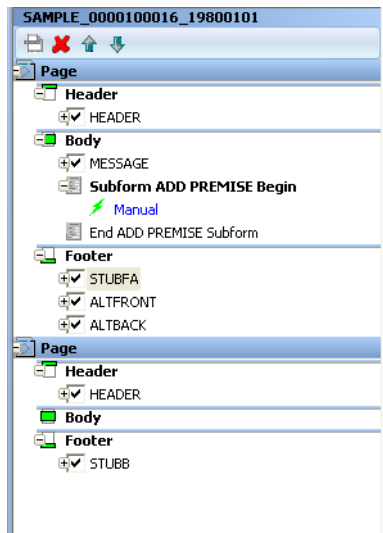 SAMPLE_0000100016_19800101
Page
Header
HEADER
Body
MESSAGE
Subform ADD PREMISE Begin
Manual
End ADD PREMISE Subform
Footer
STUBFA
ALTFRONT
ALTBACK
Page
Header
HEADER
Body
Footer
STUBB